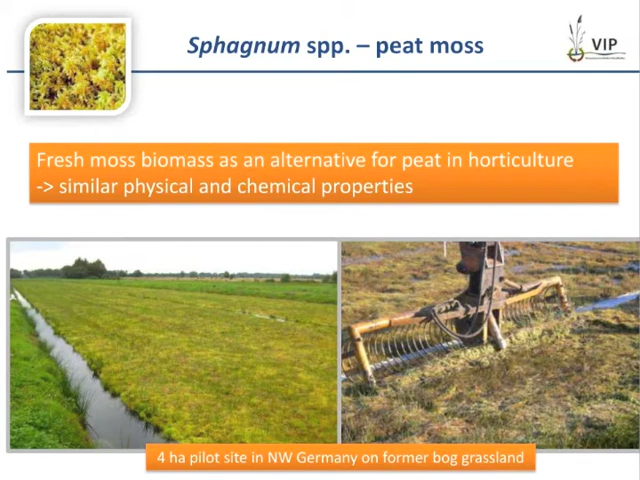 Sphagnum spp. – peat moss
VIP
Fresh moss biomass as an alternative for peat in horticulture
-> similar physical and chemical properties
4 ha pilot site in NW Germany on former bog grassland